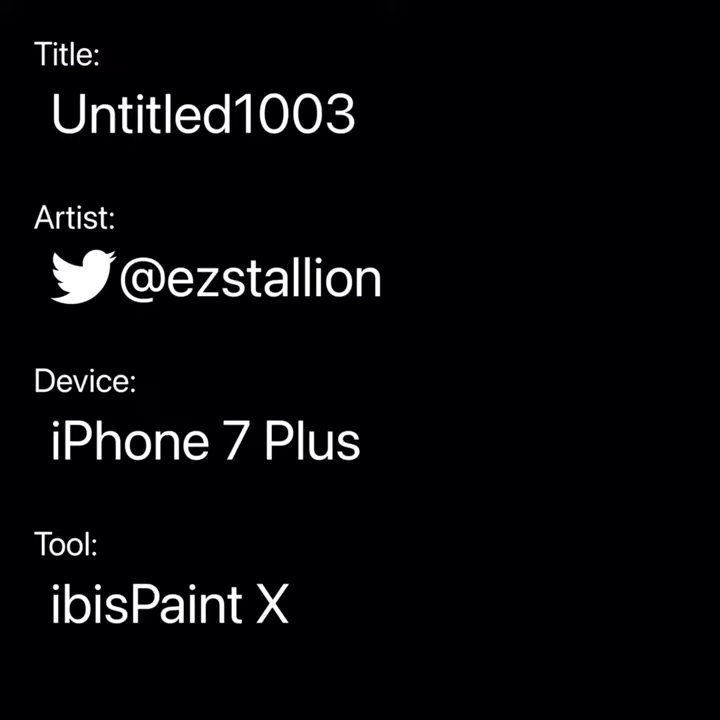 Title:
Untitled1003
Artist:
@ezstallion
Device:
iPhone 7 Plus
Tool:
ibisPaint X